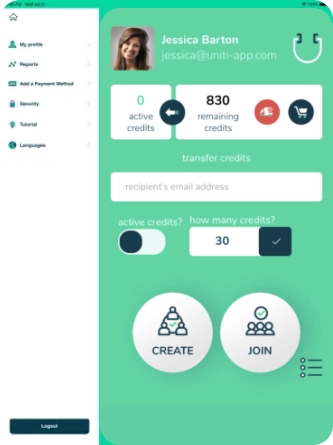 My profile
Reports
Add a Payment Method
Security
Tutorial
Languages
Logout
Jessica Barton
jessica@uniti-app.com
0
active
credits
830
remaining
credits
transfer credits
recipient's email address
active credits?
how many credits?
30
CREATE
JOIN